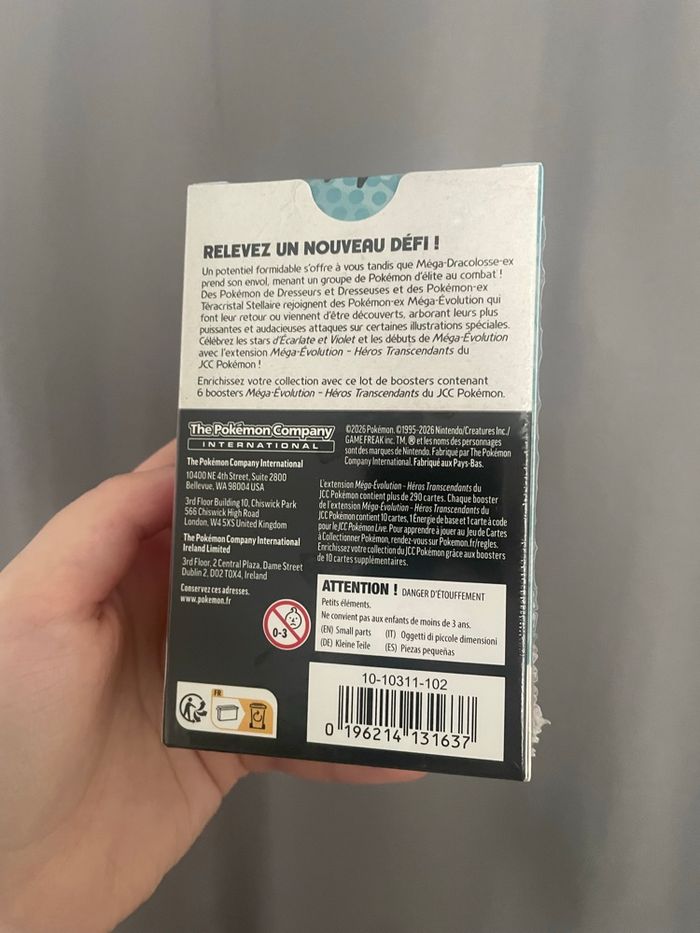 RELEVEZ UN NOUVEAU DÉFI !
Un potentiel formidable s'offre à vous tandis que Méga-Dracolosse-ex
prend son envol, menant un groupe de Pokémon d'élite au combat !
Des Pokémon de Dresseurs et Dresseuses et des Pokémon-ex
Téracristal Stellaire rejoignent des Pokémon-ex Méga-Évolution qui
font leur retour ou viennent d'être découverts, arborant leurs plus
puissantes et audacieuses attaques sur certaines illustrations spéciales.
Célébrez les stars d'Écarlate et Violet et les débuts de Méga-Évolution
avec l'extension Méga-Évolution – Héros Transcendants du
JCC Pokémon !
Enrichissez votre collection avec ce lot de boosters contenant
6 boosters Méga-Évolution – Héros Transcendants du JCC Pokémon.
The Pokémon Company
INTERNATIONAL
The Pokémon Company International
10400 NE 4th Street, Suite 2800
Bellevue, WA 98004 USA
3rd Floor Building 10, Chiswick Park
566 Chiswick High Road
London, W4 5XS United Kingdom
The Pokémon Company International
Ireland Limited
3rd Floor, 2 Central Plaza, Dame Street
Dublin 2, D02 T0X4, Ireland
Conservez ces adresses.
www.pokemon.fr
©2026 Pokémon. ©1995-2026 Nintendo/Creatures Inc./
GAME FREAK inc. TM, ® et les noms des personnages
sont des marques de Nintendo. Fabriqué par The Pokémon
Company International. Fabriqué aux Pays-Bas.
L'extension Méga-Évolution – Héros Transcendants du
JCC Pokémon contient plus de 290 cartes. Chaque booster
de l'extension Méga-Évolution – Héros Transcendants du
JCC Pokémon contient 10 cartes, 1 Énergie de base et 1 carte à code
pour le JCC Pokémon Live. Pour apprendre à jouer au Jeu de Cartes
à Collectionner Pokémon, rendez-vous sur Pokemon.fr/regles.
Enrichissez votre collection du JCC Pokémon grâce aux boosters
de 10 cartes supplémentaires.
ATTENTION ! DANGER D'ÉTOUFFEMENT
Petits éléments.
Ne convient pas aux enfants de moins de 3 ans.
(EN) Small parts (IT) Oggetti di piccole dimensioni
(DE) Kleine Teile (ES) Piezas pequeñas
0-3
FR
10-10311-102
0 196214 131637